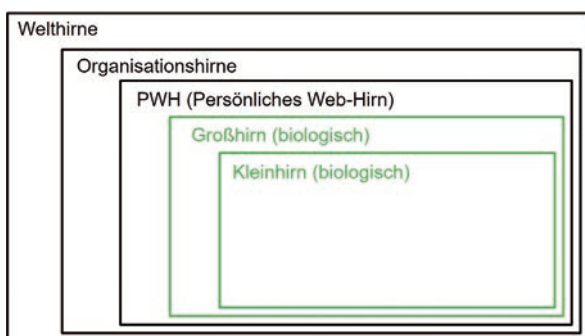 Welthirne
Organisationshirne
PWH (Persönliches Web-Hirn)
Großhirn (biologisch)
Kleinhirn (biologisch)